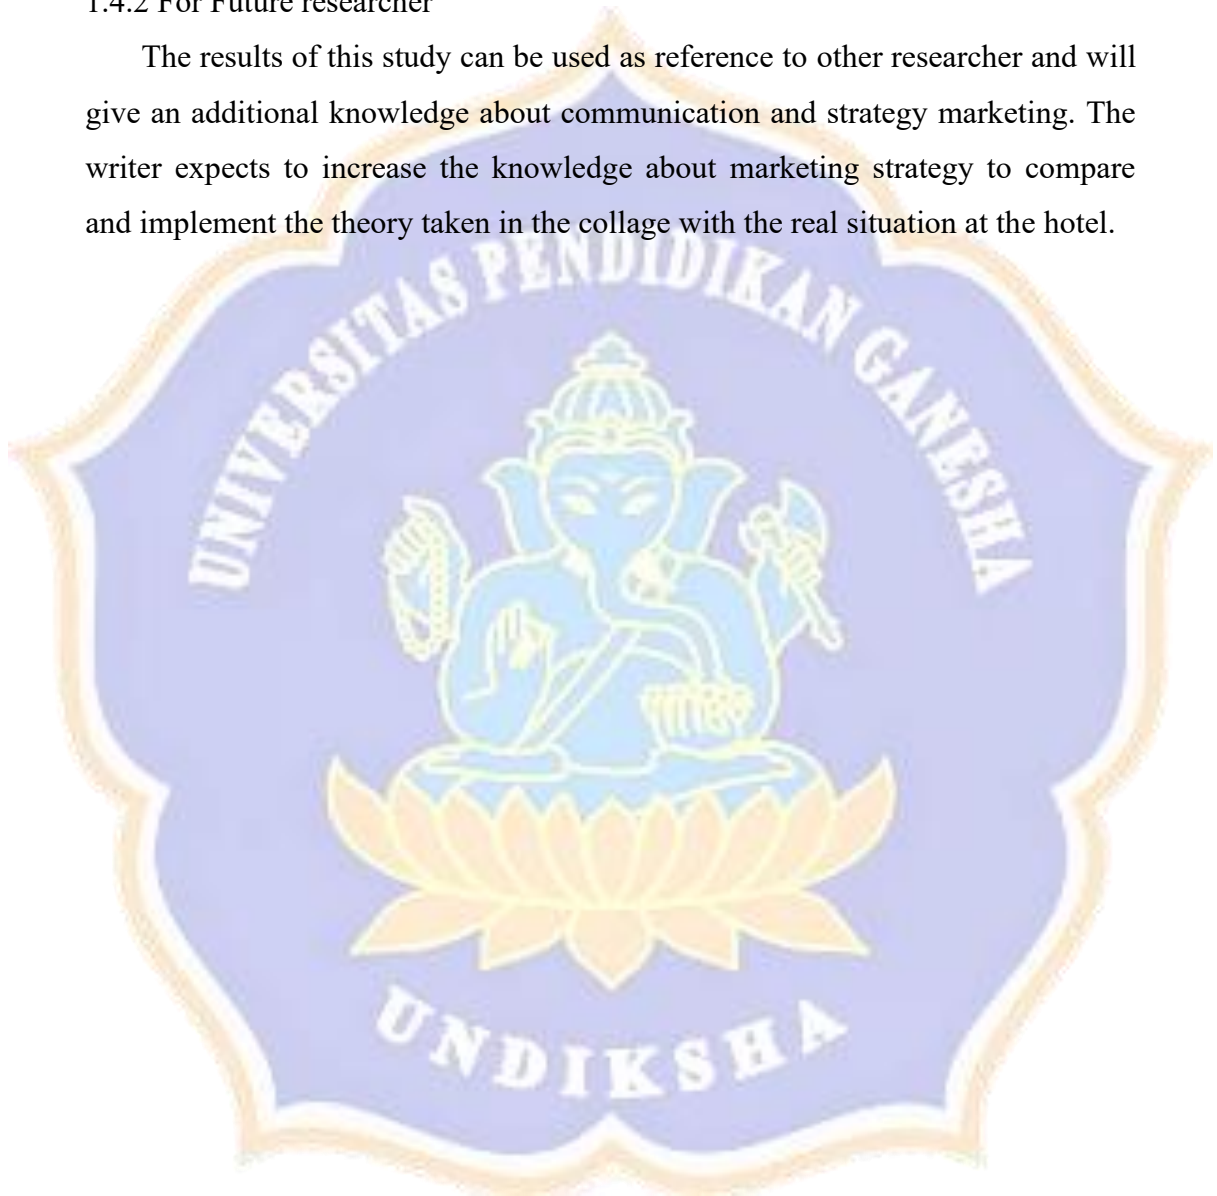 1.4.2 For Future researcher
The results of this study can be used as reference to other researcher and will
give an additional knowledge about communication and strategy marketing. The
writer expects to increase the knowledge about marketing strategy to compare
and implement the theory taken in the collage with the real situation at the hotel.
UNIVERSITAS PENDIDIKAN GANESHA
UNDIKSHA